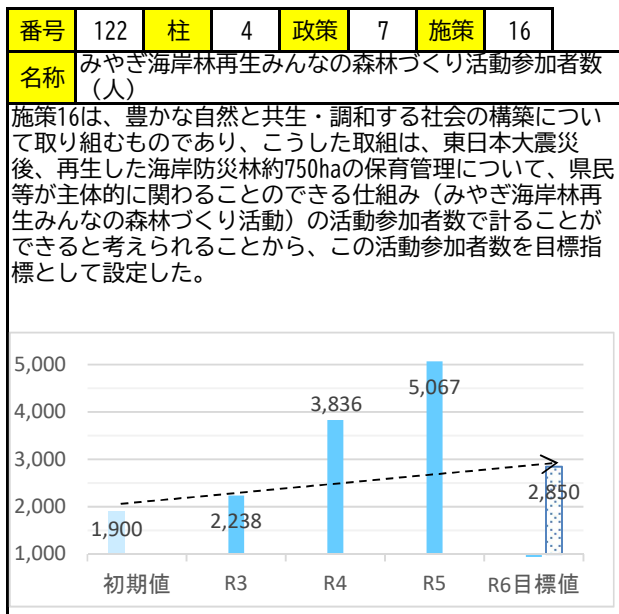 番号 122 柱 4 政策 7 施策 16
名称 みやぎ海岸林再生みんなの森林づくり活動参加者数
（人）
施策16は、豊かな自然と共生・調和する社会の構築につい
て取り組むものであり、こうした取組は、東日本大震災
後、再生した海岸防災林約750haの保育管理について、県民
等が主体的に関わることのできる仕組み（みやぎ海岸林再
生みんなの森林づくり活動）の活動参加者数で計ることが
できると考えられることから、この活動参加者数を目標指
標として設定した。
5,000
4,000
3,000
2,000
1,000
1,900
2,238
3,836
5,067
2,850
初期値 R3 R4 R5 R6目標値